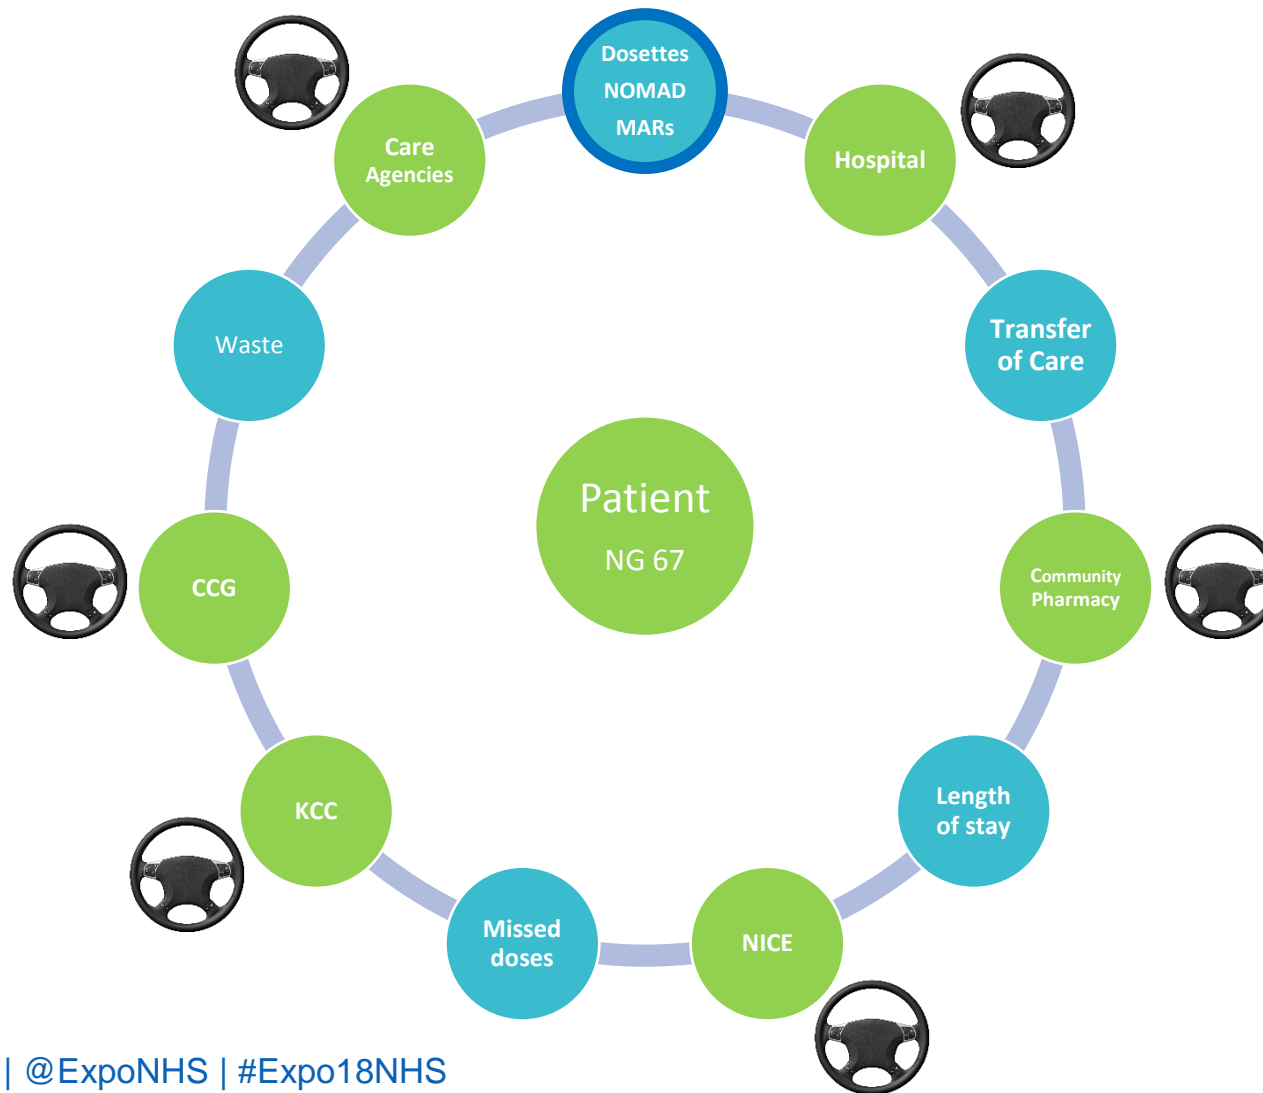 Dosettes
NOMAD
MARs
Care
Agencies
Hospital
Waste
Transfer
of Care
Patient
NG 67
CCG
Community
Pharmacy
KCC
Length
of stay
Missed
doses
NICE
| @ExpoNHS | #Expo18NHS